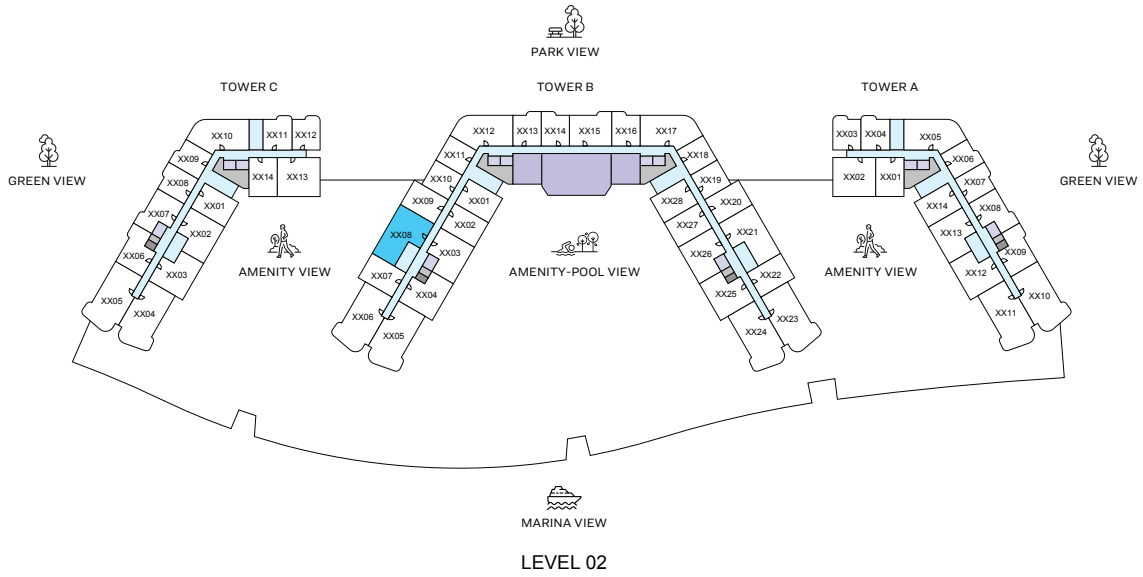 PARK VIEW
TOWER C
TOWER B
TOWER A
XX10
XX11
XX12
XX12
XX13
XX14
XX15
XX16
XX17
XX03
XX04
XX05
XX09
XX14
XX13
XX11
XX18
XX02
XX01
XX06
GREEN VIEW
GREEN VIEW
XX08
XX01
XX10
XX01
XX19
XX14
XX07
XX07
XX02
XX09
XX02
XX28
XX20
XX13
XX08
XX06
XX03
XX08
XX03
XX27
XX21
XX12
XX09
AMENITY VIEW
AMENITY-POOL VIEW
AMENITY VIEW
XX05
XX04
XX07
XX04
XX26
XX22
XX11
XX10
XX06
XX05
XX25
XX24
XX23
MARINA VIEW
LEVEL 02